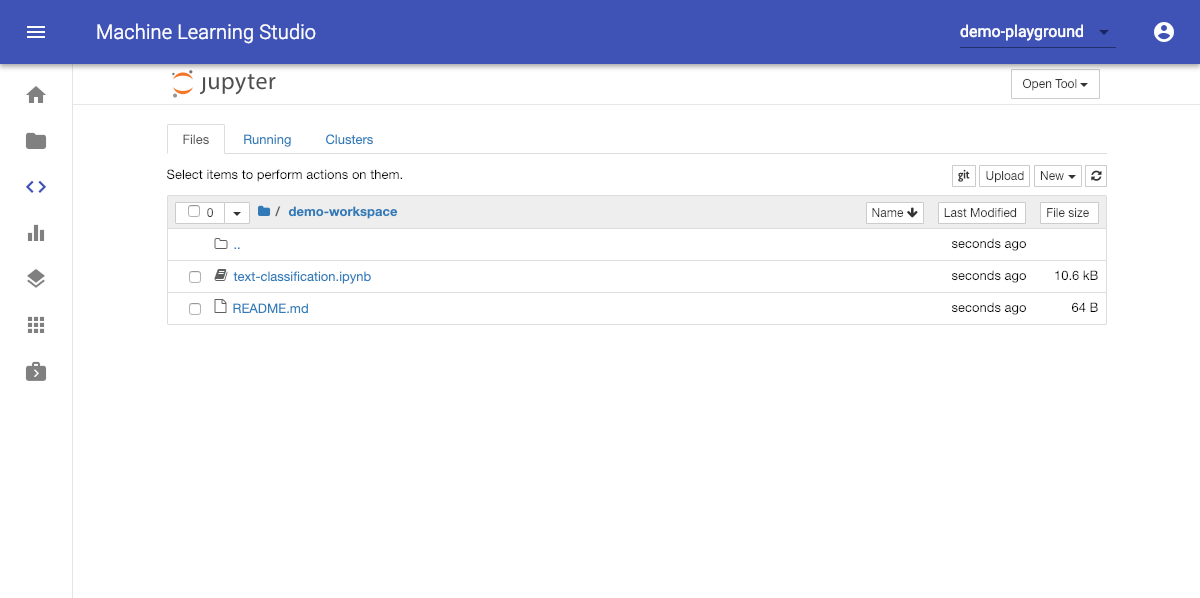 Machine Learning Studio demo-playground
jupyter Open Tool
Files Running Clusters
Select items to perform actions on them. git Upload New
0 / demo-workspace Name Last Modified File size
.. seconds ago
text-classification.ipynb seconds ago 10.6 kB
README.md seconds ago 64 B